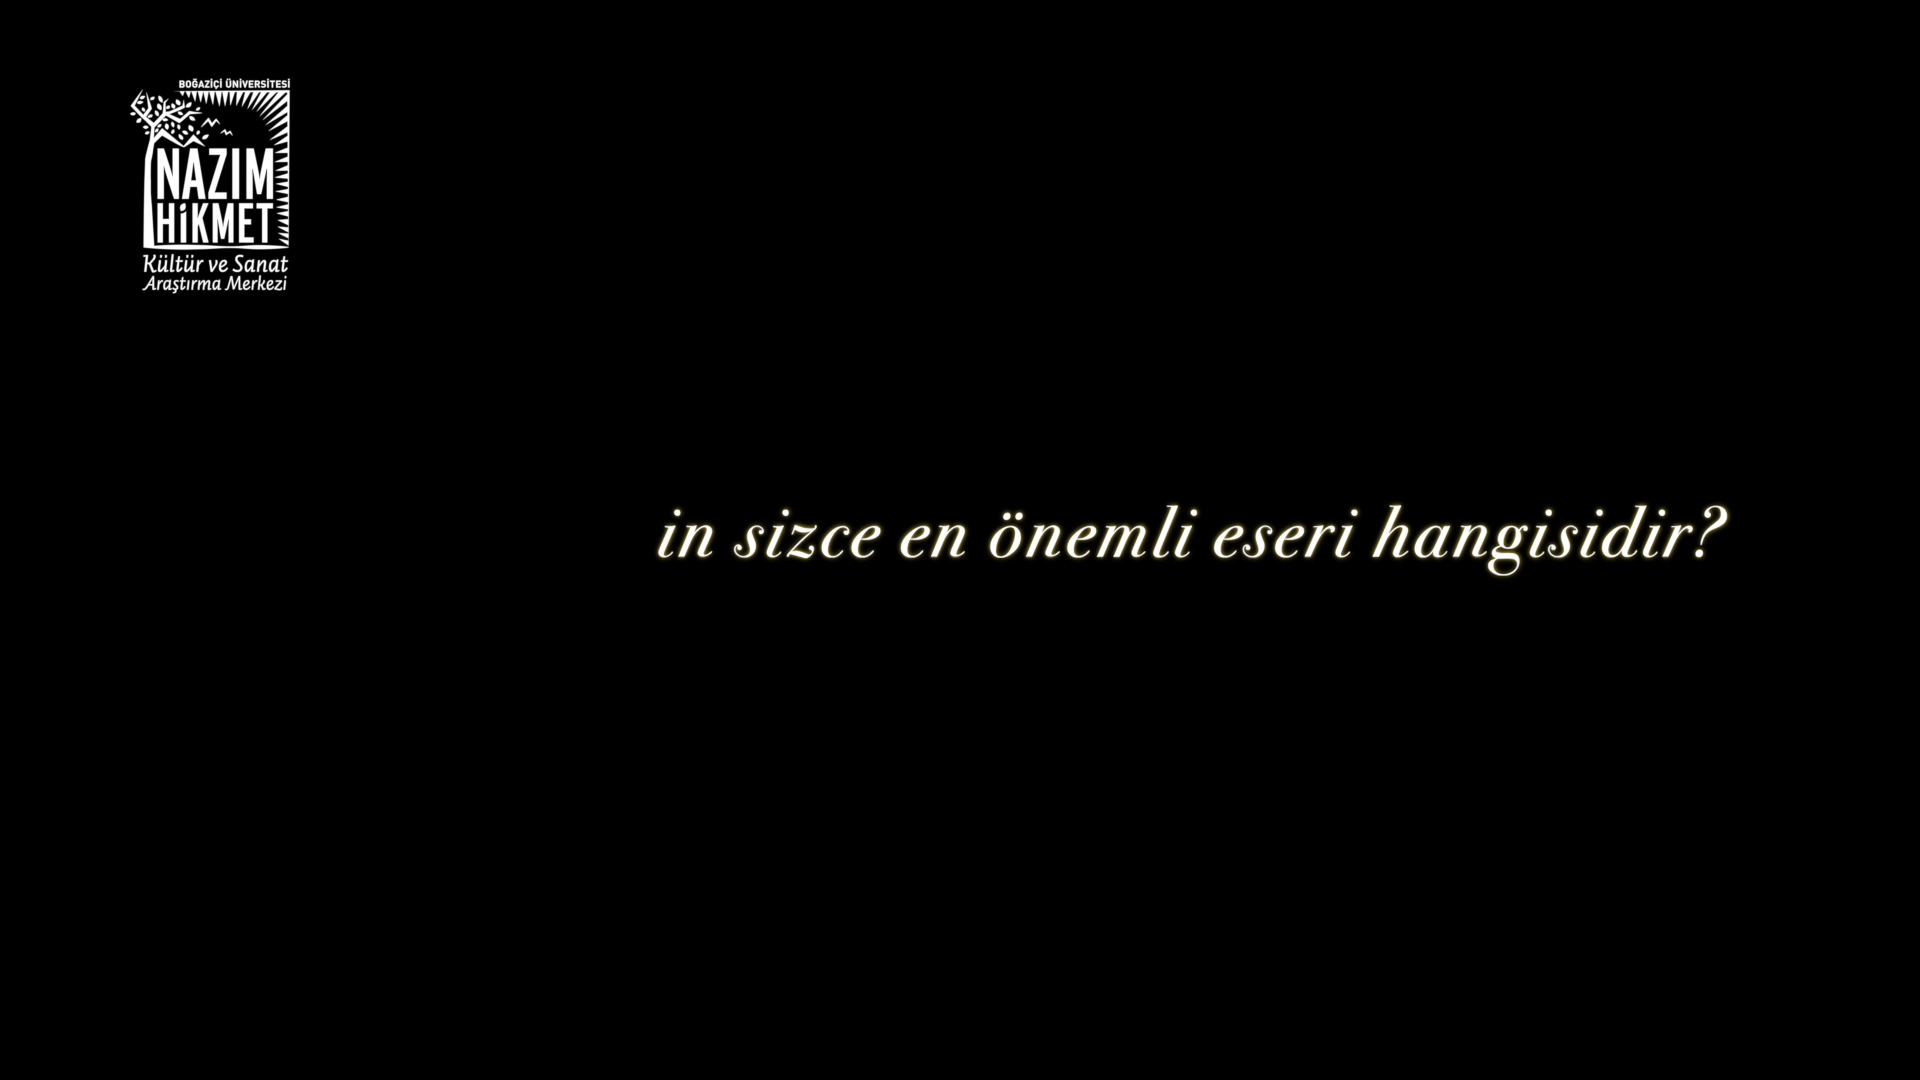 BOĞAZİÇİ ÜNİVERSİTESİ
NAZIM
HİKMET
Kültür ve Sanat
Araştırma Merkezi
in sizce en önemli eseri hangisidir?